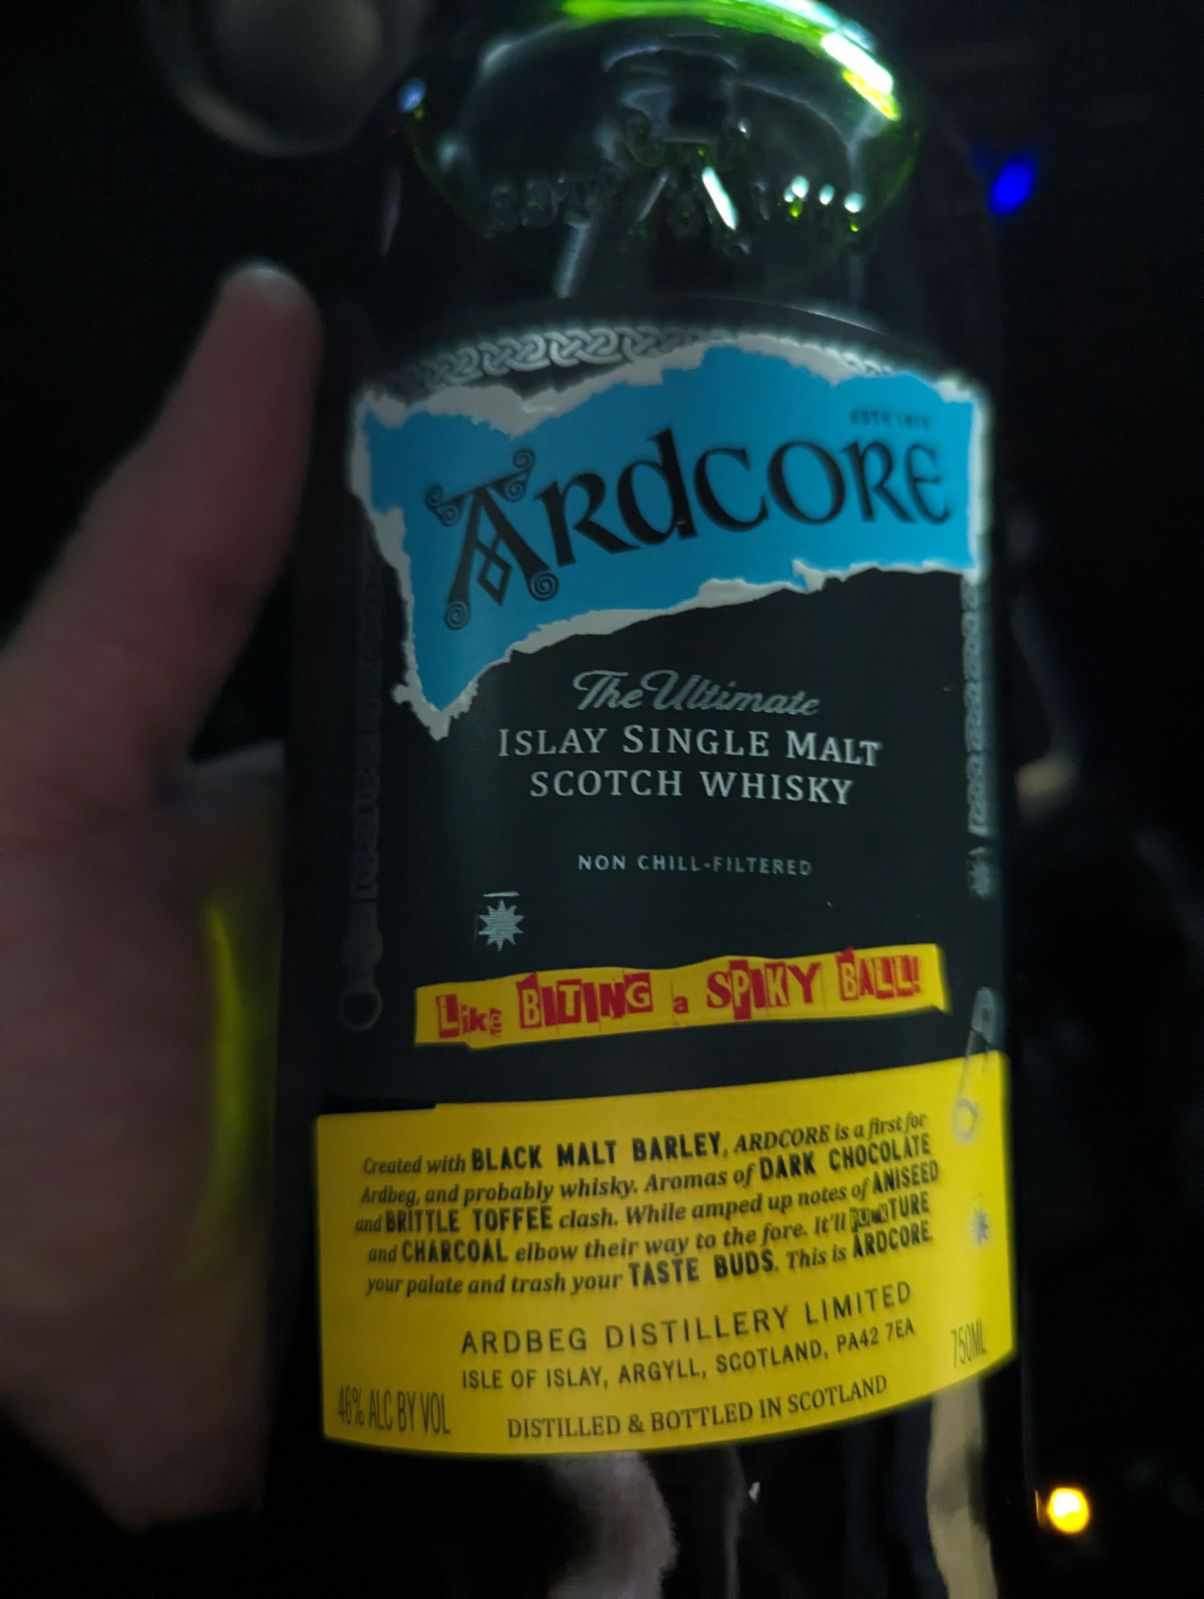 ESTD 1815
ARDCORE
The Ultimate
ISLAY SINGLE MALT
SCOTCH WHISKY
NON CHILL-FILTERED
Like BITING a SPIKY BALL!
Created with BLACK MALT BARLEY, ARDCORE is a first for
Ardbeg, and probably whisky. Aromas of DARK CHOCOLATE
and BRITTLE TOFFEE clash. While amped up notes of ANISEED
and CHARCOAL elbow their way to the fore. It'll PUNCTURE
your palate and trash your TASTE BUDS. This is ARDCORE.
ARDBEG DISTILLERY LIMITED
ISLE OF ISLAY, ARGYLL, SCOTLAND, PA42 7EA
750ML
46% ALC BY VOL
DISTILLED & BOTTLED IN SCOTLAND